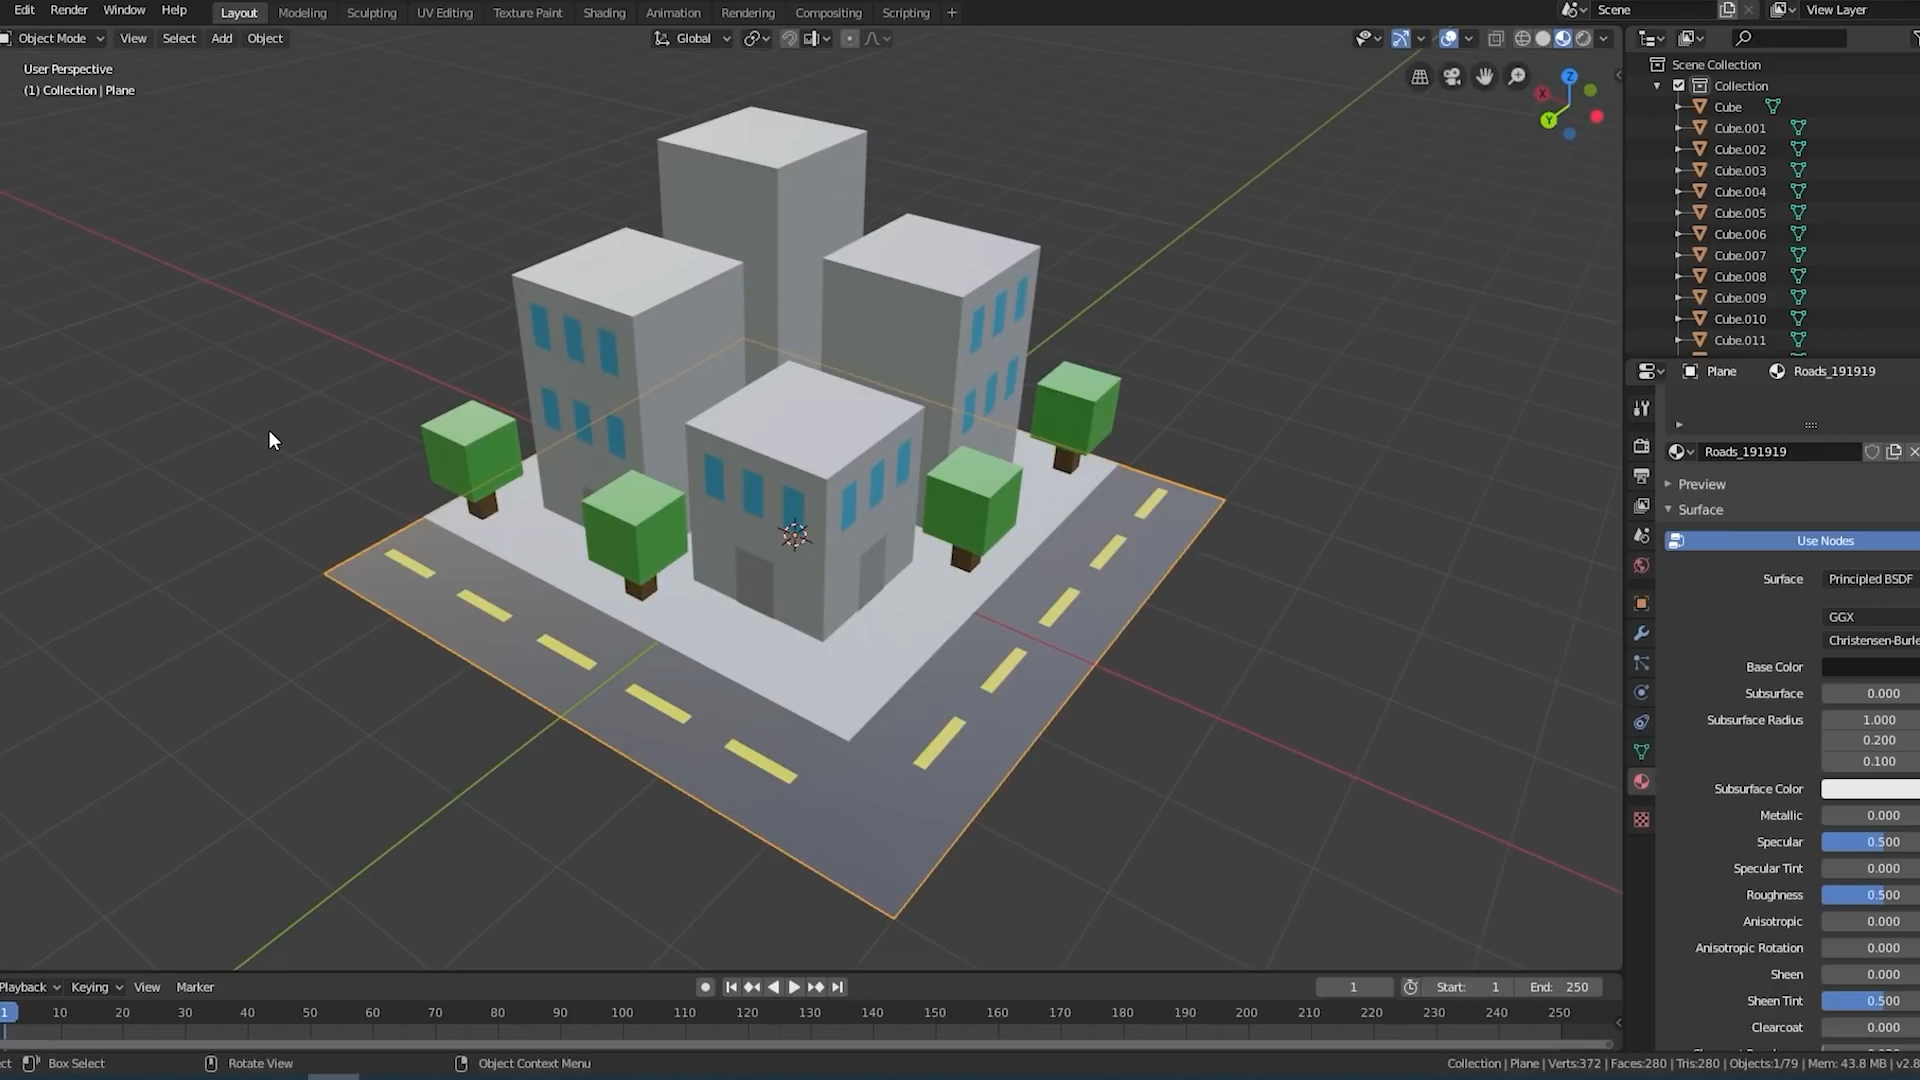 Edit Render Window Help Layout Modeling Sculpting UV Editing Texture Paint Shading Animation Rendering Compositing Scripting + Scene View Layer
Object Mode View Select Add Object Global
User Perspective
(1) Collection | Plane
Z
X
Y
Scene Collection
Collection
Cube
Cube.001
Cube.002
Cube.003
Cube.004
Cube.005
Cube.006
Cube.007
Cube.008
Cube.009
Cube.010
Cube.011
Plane Roads_191919
Roads_191919
Preview
Surface
Use Nodes
Surface Principled BSDF
GGX
Christensen-Burle
Base Color
Subsurface 0.000
Subsurface Radius 1.000
0.200
0.100
Subsurface Color
Metallic 0.000
Specular 0.500
Specular Tint 0.000
Roughness 0.500
Anisotropic 0.000
Anisotropic Rotation 0.000
Sheen 0.000
Sheen Tint 0.500
Clearcoat 0.000
Playback Keying View Marker 1 Start: 1 End: 250
1 10 20 30 40 50 60 70 80 90 100 110 120 130 140 150 160 170 180 190 200 210 220 230 240 250
ct Box Select Rotate View Object Context Menu Collection | Plane | Verts:372 | Faces:280 | Tris:280 | Objects:1/79 | Mem: 43.8 MB | v2.8